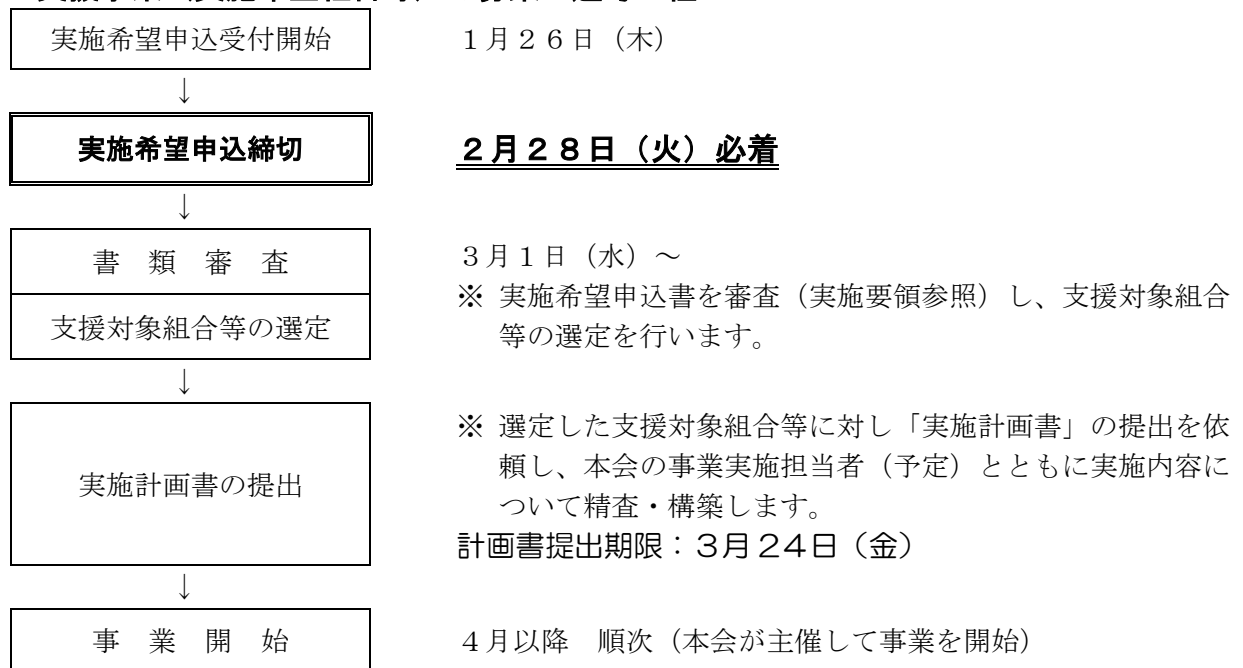 実施希望申込受付開始 1月26日（木）
↓
実施希望申込締切 2月28日（火）必着
↓
書 類 審 査 3月1日（水）～
※ 実施希望申込書を審査（実施要領参照）し、支援対象組合
支援対象組合等の選定 等の選定を行います。
↓
※ 選定した支援対象組合等に対し「実施計画書」の提出を依
実施計画書の提出 頼し、本会の事業実施担当者（予定）とともに実施内容に
ついて精査・構築します。
計画書提出期限：3月24日（金）
↓
事 業 開 始 4月以降 順次（本会が主催して事業を開始）